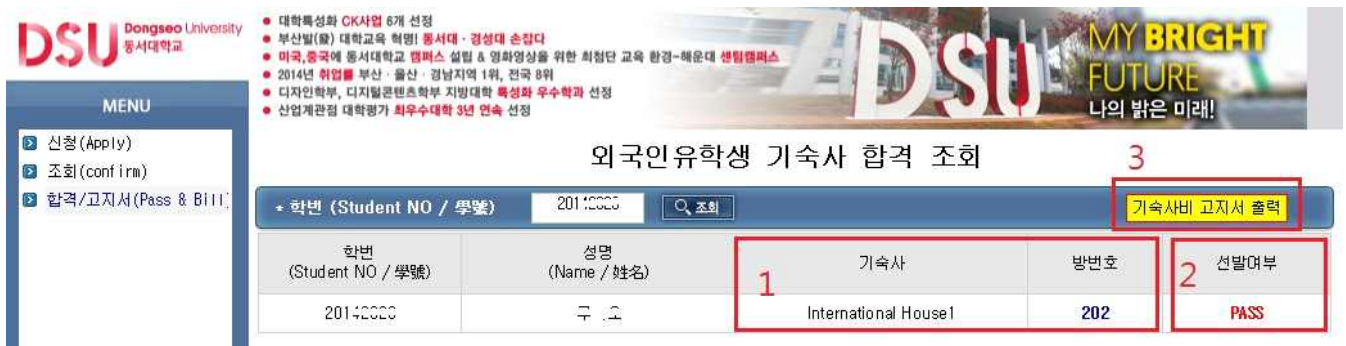 DSU Dongseo University
동서대학교
● 대학특성화 CK사업 6개 선정
● 부산발(發) 대학교육 혁명! 동서대 · 경성대 손잡다
● 미국,중국에 동서대학교 캠퍼스 설립 & 영화영상을 위한 최첨단 교육 환경-해운대 센텀캠퍼스
● 2014년 취업률 부산 · 울산 · 경남지역 1위, 전국 8위
● 디자인학부, 디지털콘텐츠학부 지방대학 특성화 우수학과 선정
● 산업계관점 대학평가 최우수대학 3년 연속 선정
DSU
MY BRIGHT
FUTURE
나의 밝은 미래!
MENU
신청(Apply)
조회(confirm)
합격/고지서(Pass & Bill)
외국인유학생 기숙사 합격 조회
3
* 학번 (Student NO / 學號)
조회
기숙사비 고지서 출력
학번
(Student NO / 學號)
성명
(Name / 姓名)
1
기숙사
방번호
2
선발여부
International House1
202
PASS